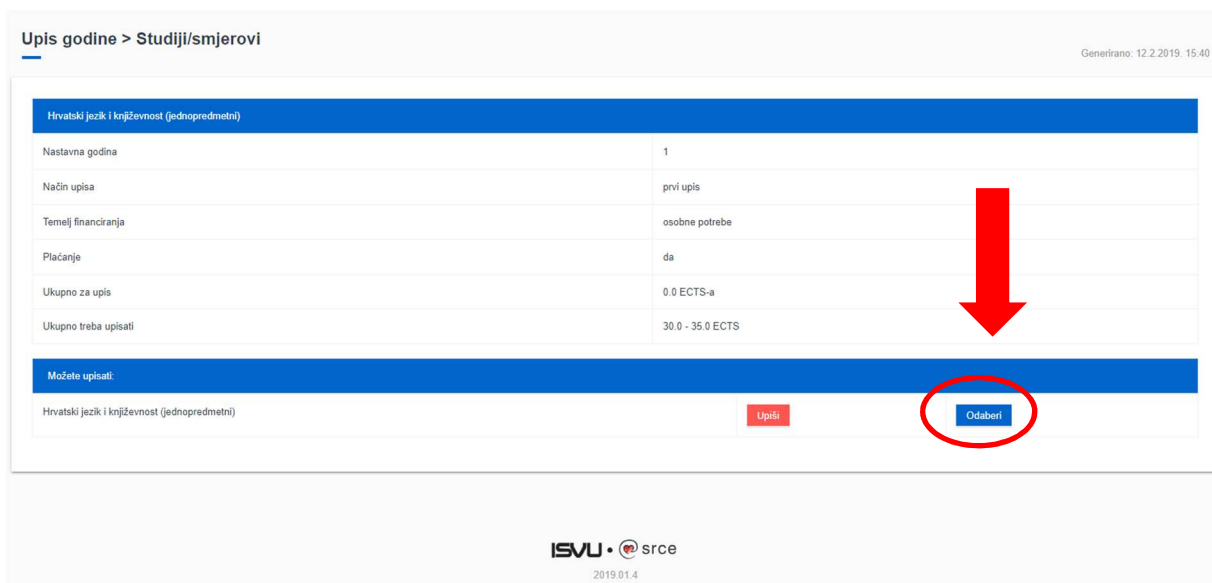 Upis godine > Studiji/smjerovi
Generirano: 12.2.2019. 15:40
Hrvatski jezik i književnost (jednopredmetni)
Nastavna godina 1
Način upisa prvi upis
Temelj financiranja osobne potrebe
Plaćanje da
Ukupno za upis 0.0 ECTS-a
Ukupno treba upisati 30.0 - 35.0 ECTS
Možete upisati:
Hrvatski jezik i književnost (jednopredmetni) Upiši Odaberi
ISVU • srce
2019.01.4